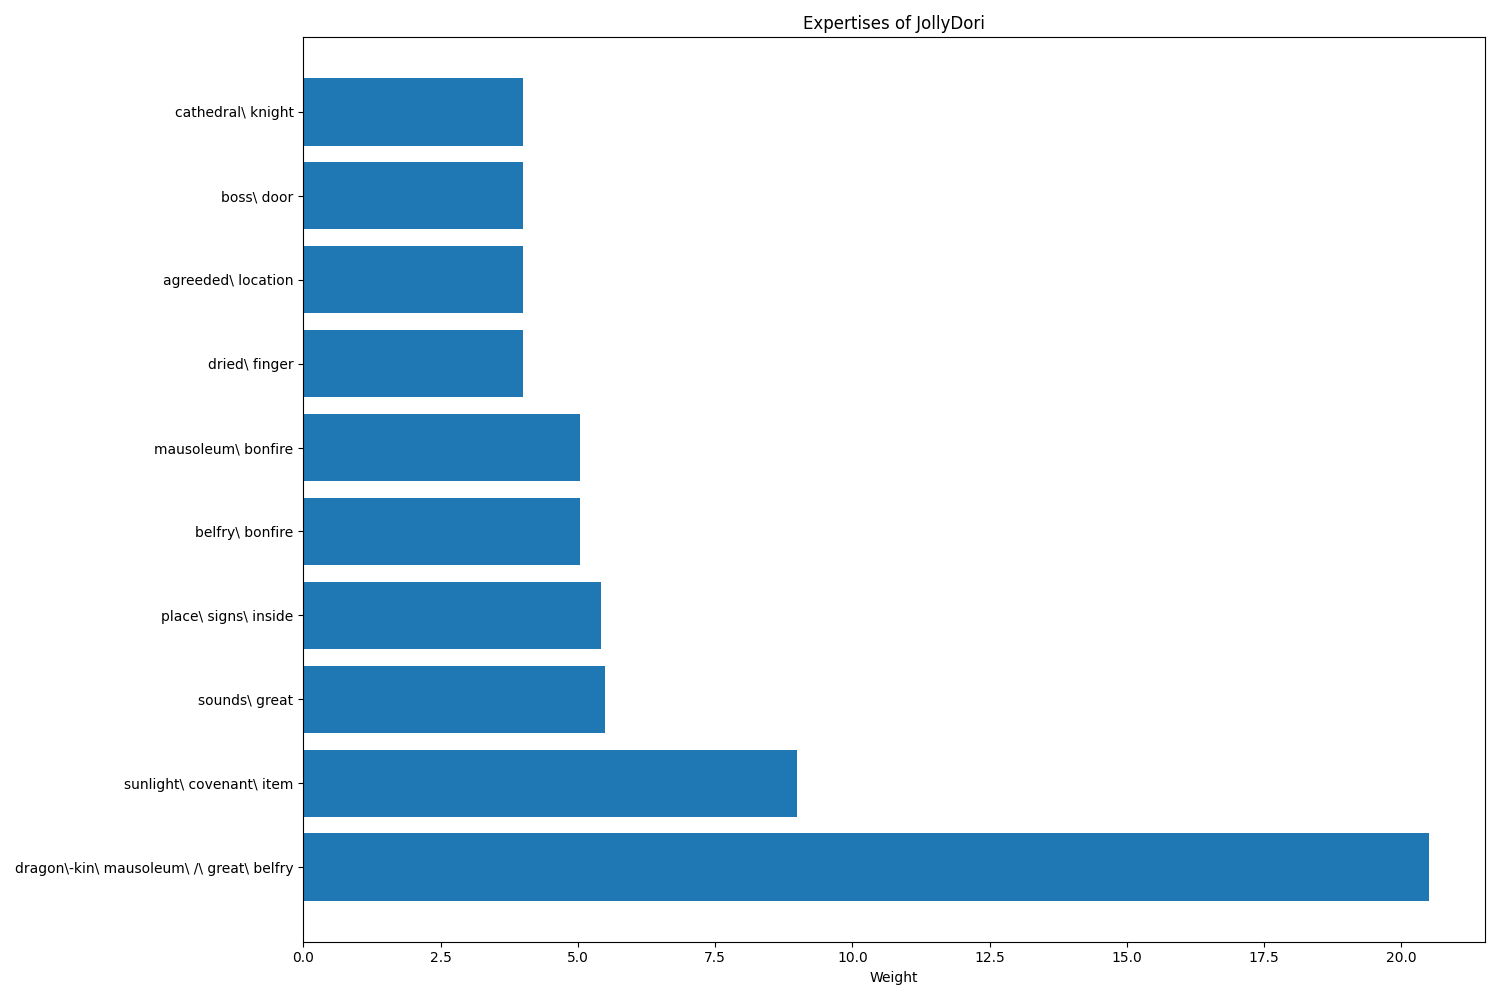 Expertises of JollyDori
cathedral\ knight
boss\ door
agreeded\ location
dried\ finger
mausoleum\ bonfire
belfry\ bonfire
place\ signs\ inside
sounds\ great
sunlight\ covenant\ item
dragon\-kin\ mausoleum\ /\ great\ belfry
0.0 2.5 5.0 7.5 10.0 12.5 15.0 17.5 20.0
Weight